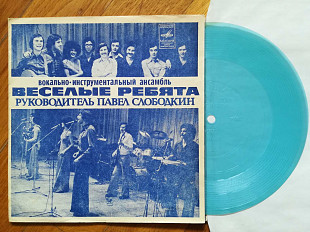 вокально-инструментальный ансамбль
ВЕСЕЛЫЕ РЕБЯТА
РУКОВОДИТЕЛЬ ПАВЕЛ СЛОБОДКИН